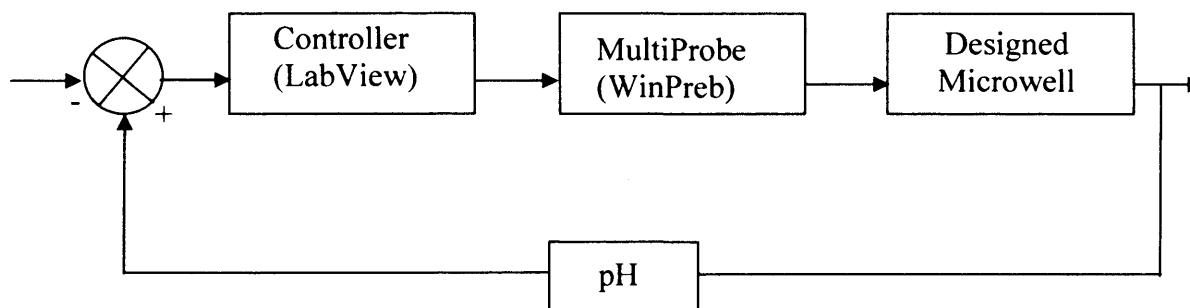 Controller
(LabView)
MultiProbe
(WinPreb)
Designed
Microwell
-
+
pH